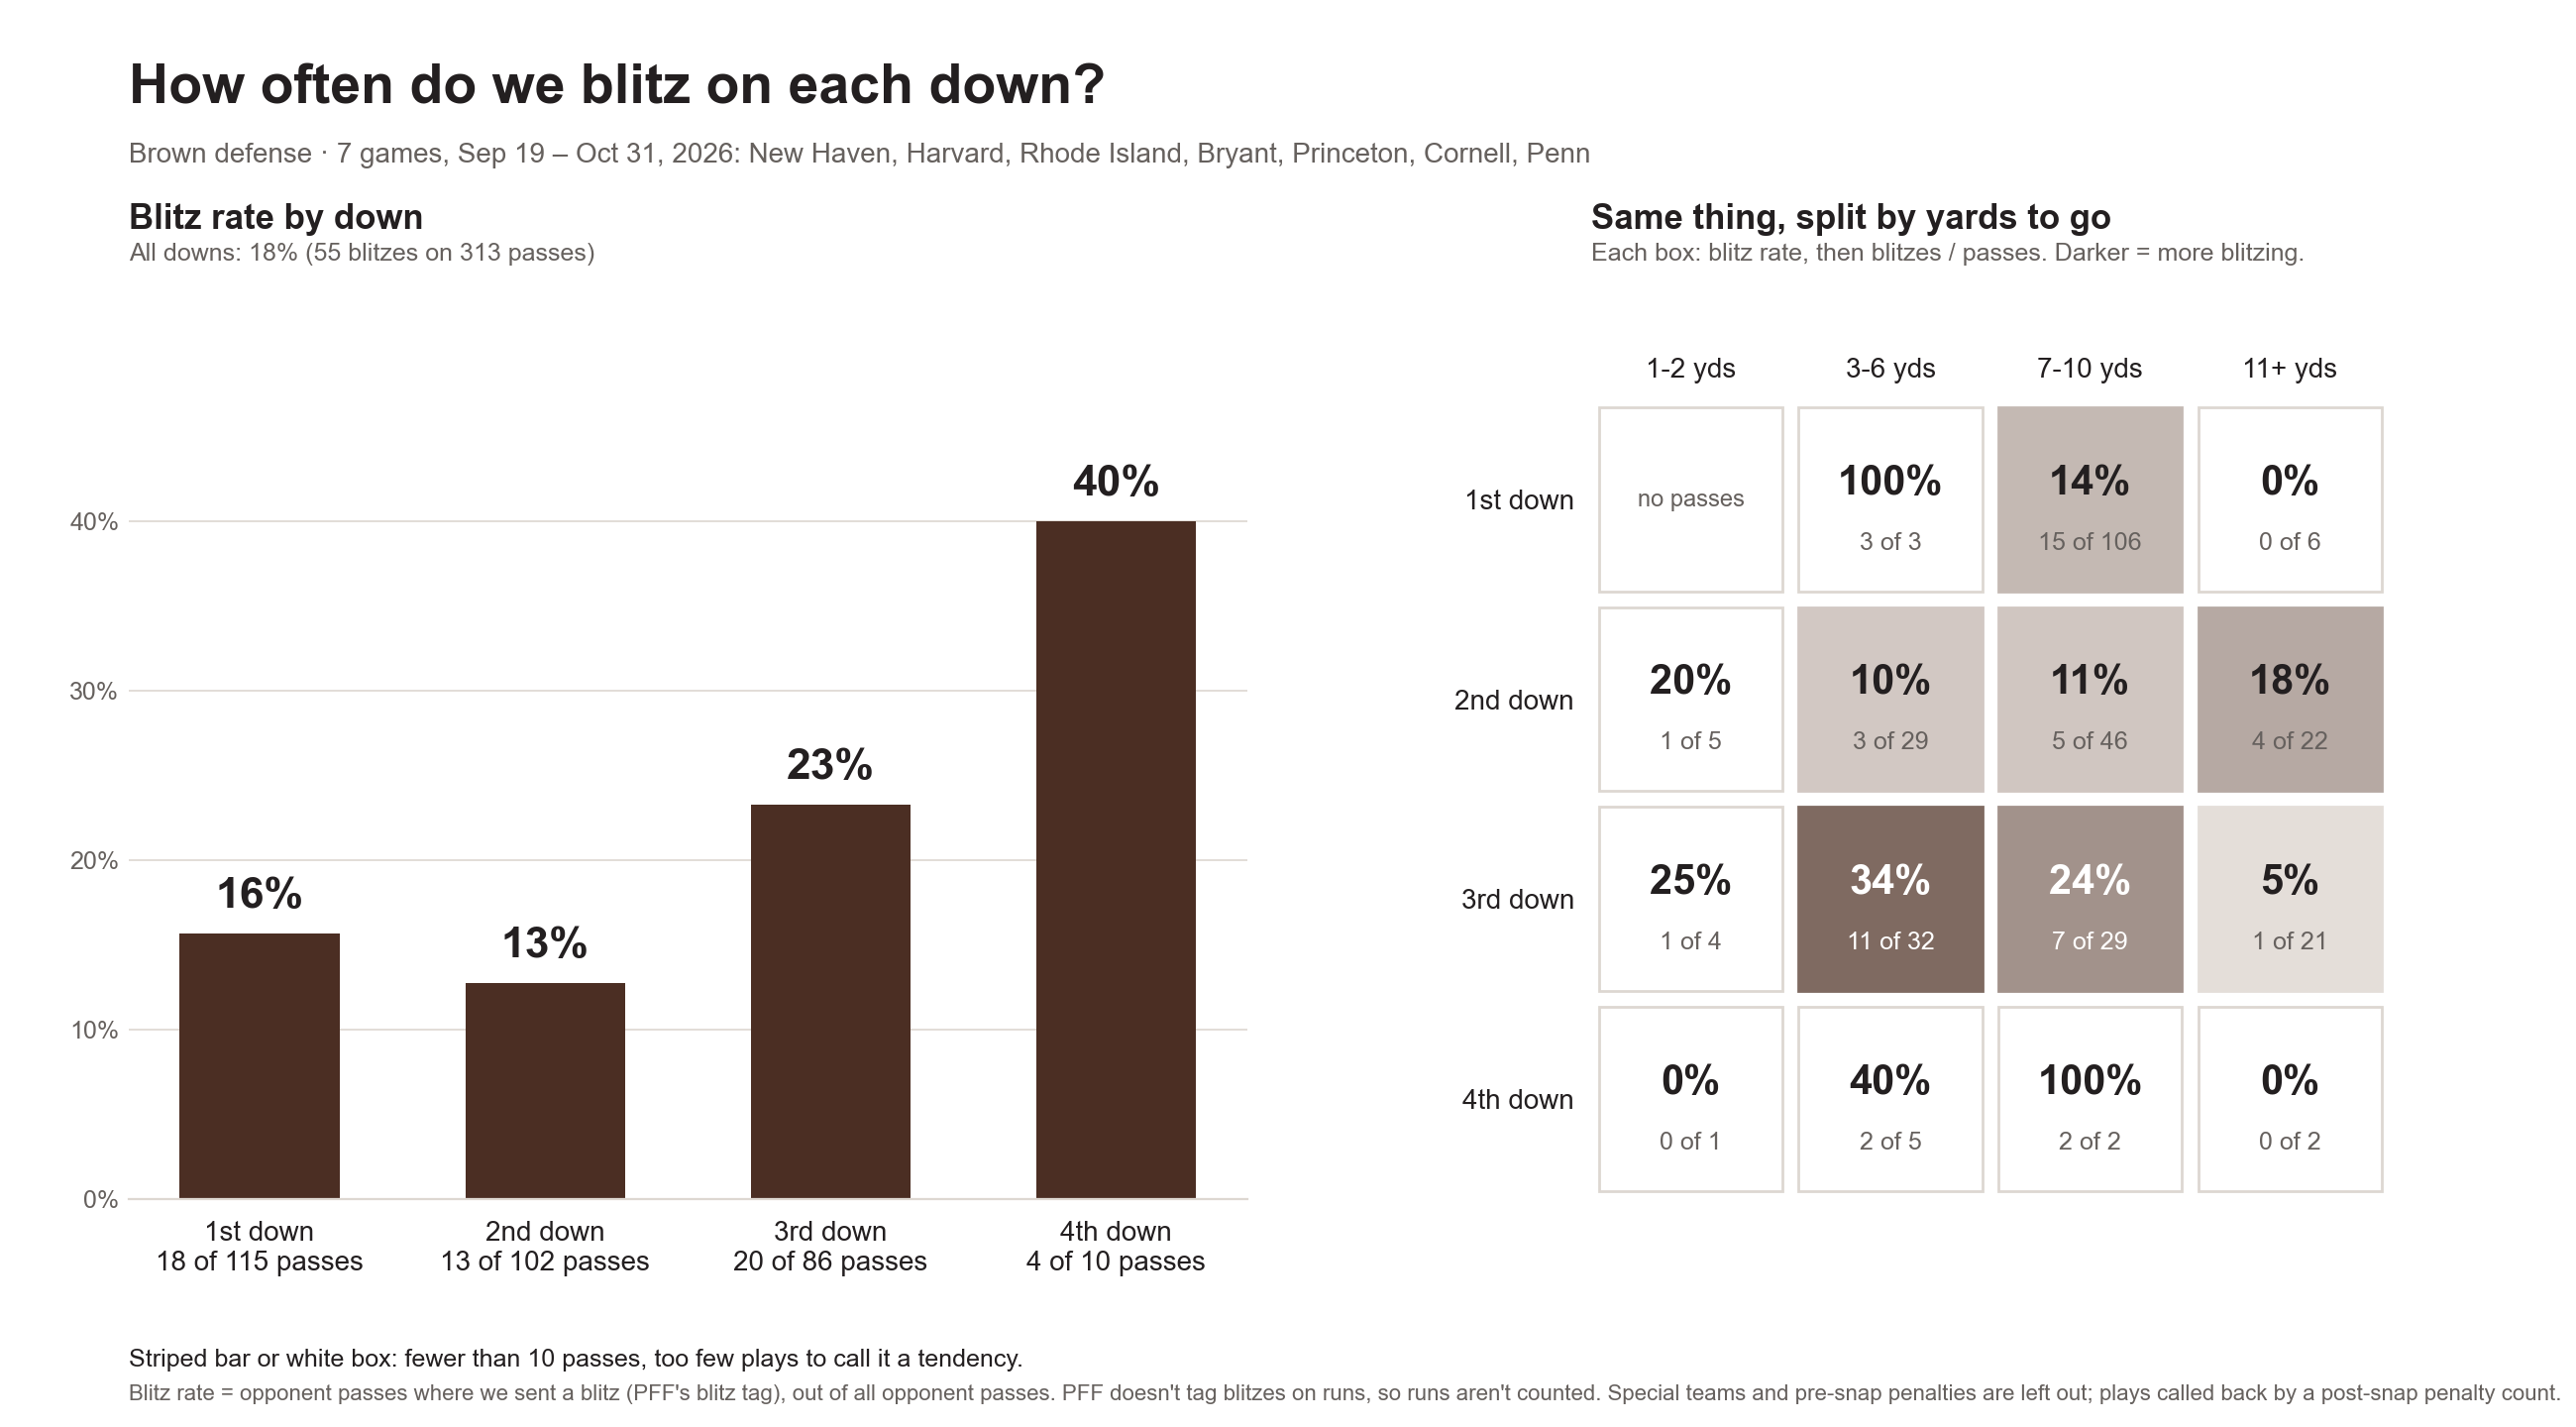 How often do we blitz on each down?
Brown defense · 7 games, Sep 19 – Oct 31, 2026: New Haven, Harvard, Rhode Island, Bryant, Princeton, Cornell, Penn
Blitz rate by down
All downs: 18% (55 blitzes on 313 passes)
40%
30%
20%
10%
0%
16%
13%
23%
40%
1st down
18 of 115 passes
2nd down
13 of 102 passes
3rd down
20 of 86 passes
4th down
4 of 10 passes
Same thing, split by yards to go
Each box: blitz rate, then blitzes / passes. Darker = more blitzing.
1-2 yds
3-6 yds
7-10 yds
11+ yds
1st down
no passes
100%
3 of 3
14%
15 of 106
0%
0 of 6
2nd down
20%
1 of 5
10%
3 of 29
11%
5 of 46
18%
4 of 22
3rd down
25%
1 of 4
34%
11 of 32
24%
7 of 29
5%
1 of 21
4th down
0%
0 of 1
40%
2 of 5
100%
2 of 2
0%
0 of 2
Striped bar or white box: fewer than 10 passes, too few plays to call it a tendency.
Blitz rate = opponent passes where we sent a blitz (PFF's blitz tag), out of all opponent passes. PFF doesn't tag blitzes on runs, so runs aren't counted. Special teams and pre-snap penalties are left out; plays called back by a post-snap penalty count.